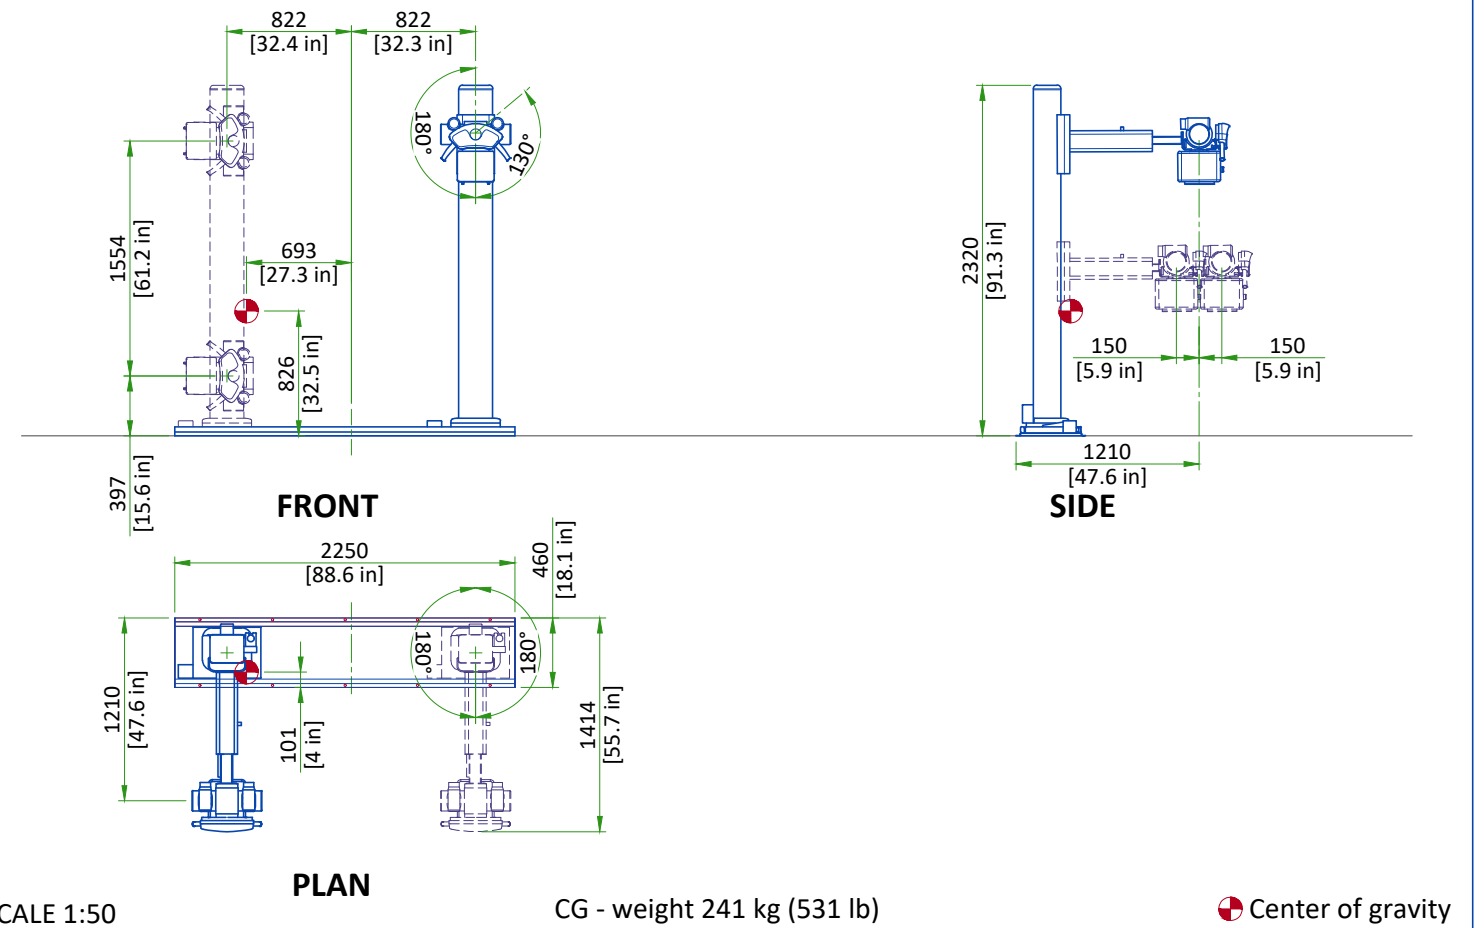 822
[32.4 in]
822
[32.3 in]
180°
130°
1554
[61.2 in]
693
[27.3 in]
826
[32.5 in]
397
[15.6 in]
FRONT
2320
[91.3 in]
150
[5.9 in]
150
[5.9 in]
1210
[47.6 in]
SIDE
2250
[88.6 in]
460
[18.1 in]
180°
180°
1210
[47.6 in]
101
[4 in]
1414
[55.7 in]
PLAN
CALE 1:50
CG - weight 241 kg (531 lb)
Center of gravity